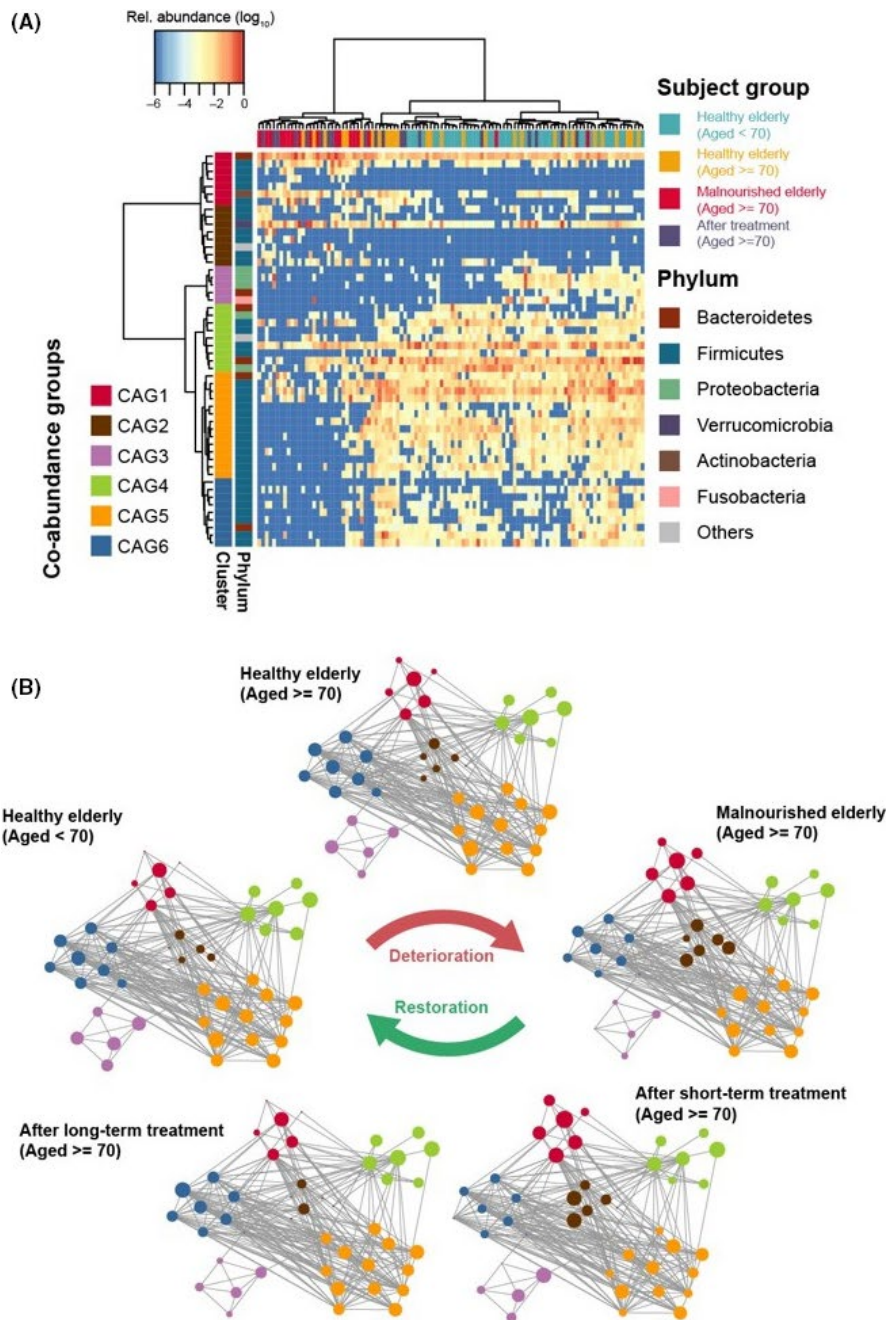 (A)
Rel. abundance (log10)
−6 −4 −2 0
Subject group
Healthy elderly
(Aged < 70)
Healthy elderly
(Aged >= 70)
Malnourished elderly
(Aged >= 70)
After treatment
(Aged >=70)
Phylum
Bacteroidetes
Firmicutes
Proteobacteria
Verrucomicrobia
Actinobacteria
Fusobacteria
Others
Co-abundance groups
CAG1
CAG2
CAG3
CAG4
CAG5
CAG6
Cluster
Phylum
(B)
Healthy elderly
(Aged >= 70)
Healthy elderly
(Aged < 70)
Malnourished elderly
(Aged >= 70)
Deterioration
Restoration
After long-term treatment
(Aged >= 70)
After short-term treatment
(Aged >= 70)